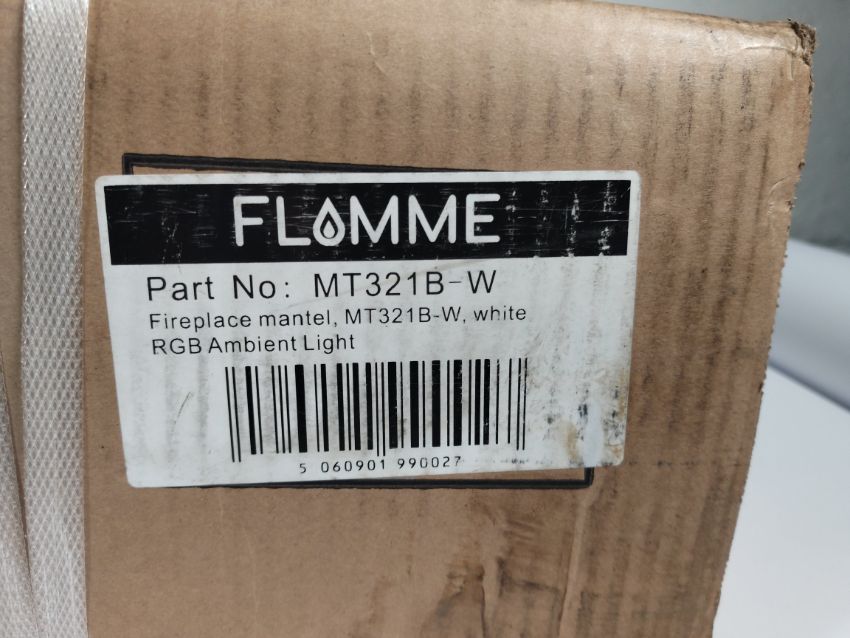 FLAMME
Part No: MT321B-W
Fireplace mantel, MT321B-W, white
RGB Ambient Light
5 060901 990027